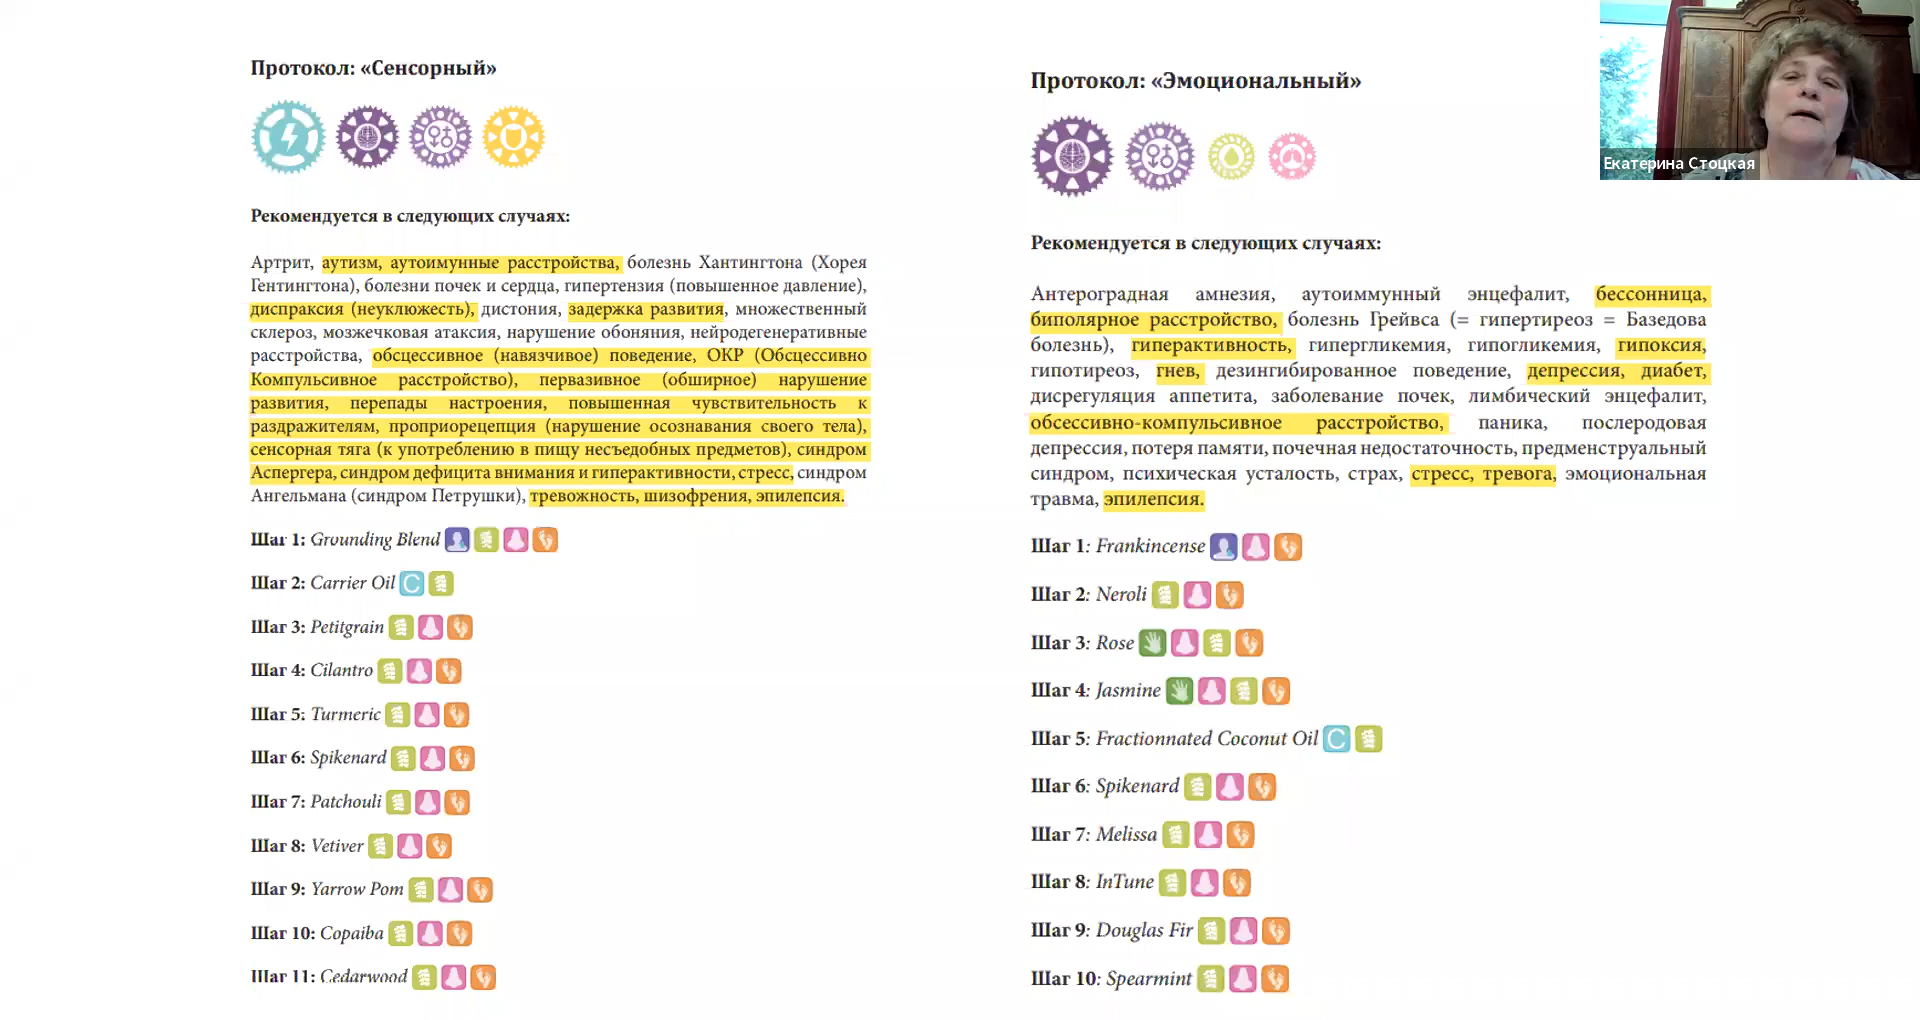 Протокол: «Сенсорный»
Рекомендуется в следующих случаях:
Артрит, аутизм, аутоимунные расстройства, болезнь Хантингтона (Хорея
Гентингтона), болезни почек и сердца, гипертензия (повышенное давление),
диспраксия (неуклюжесть), дистония, задержка развития, множественный
склероз, мозжечковая атаксия, нарушение обоняния, нейродегенеративные
расстройства, обсцессивное (навязчивое) поведение, ОКР (Обсцессивно
Компульсивное расстройство), первазивное (обширное) нарушение
развития, перепады настроения, повышенная чувствительность к
раздражителям, проприорецепция (нарушение осознавания своего тела),
сенсорная тяга (к употреблению в пищу несъедобных предметов), синдром
Аспергера, синдром дефицита внимания и гиперактивности, стресс, синдром
Ангельмана (синдром Петрушки), тревожность, шизофрения, эпилепсия.
Шаг 1: Grounding Blend
Шаг 2: Carrier Oil C
Шаг 3: Petitgrain
Шаг 4: Cilantro
Шаг 5: Turmeric
Шаг 6: Spikenard
Шаг 7: Patchouli
Шаг 8: Vetiver
Шаг 9: Yarrow Pom
Шаг 10: Copaiba
Шаг 11: Cedarwood
Протокол: «Эмоциональный»
Рекомендуется в следующих случаях:
Антероградная амнезия, аутоиммунный энцефалит, бессонница,
биполярное расстройство, болезнь Грейвса (= гипертиреоз = Базедова
болезнь), гиперактивность, гипергликемия, гипогликемия, гипоксия,
гипотиреоз, гнев, дезингибированное поведение, депрессия, диабет,
дисрегуляция аппетита, заболевание почек, лимбический энцефалит,
обсессивно-компульсивное расстройство, паника, послеродовая
депрессия, потеря памяти, почечная недостаточность, предменструальный
синдром, психическая усталость, страх, стресс, тревога, эмоциональная
травма, эпилепсия.
Шаг 1: Frankincense
Шаг 2: Neroli
Шаг 3: Rose
Шаг 4: Jasmine
Шаг 5: Fractionnated Coconut Oil C
Шаг 6: Spikenard
Шаг 7: Melissa
Шаг 8: InTune
Шаг 9: Douglas Fir
Шаг 10: Spearmint
Екатерина Стоцкая